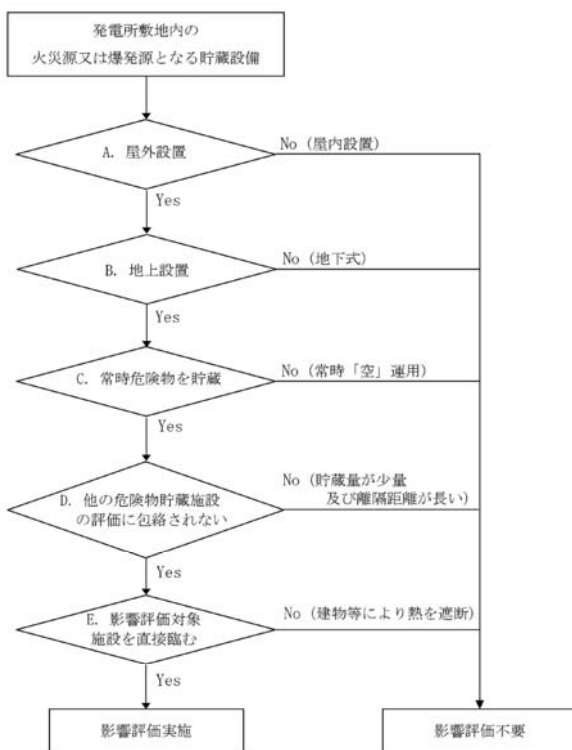 発電所敷地内の
火災源又は爆発源となる貯蔵設備
A. 屋外設置
No (屋内設置)
Yes
B. 地上設置
No (地下式)
Yes
C. 常時危険物を貯蔵
No (常時「空」運用)
Yes
D. 他の危険物貯蔵施設
の評価に包絡されない
No (貯蔵量が少量
及び離隔距離が長い)
Yes
E. 影響評価対象
施設を直接臨む
No (建物等により熱を遮断)
Yes
影響評価実施
影響評価不要